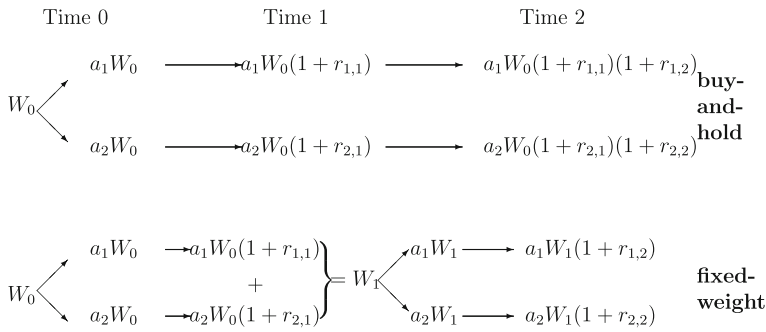 Time 0 Time 1 Time 2
a₁W₀ a₁W₀(1 + r₁,₁) a₁W₀(1 + r₁,₁)(1 + r₁,₂)
W₀ buy-and-hold
a₂W₀ a₂W₀(1 + r₂,₁) a₂W₀(1 + r₂,₁)(1 + r₂,₂)
a₁W₀ a₁W₀(1 + r₁,₁) a₁W₁ a₁W₁(1 + r₁,₂)
W₀ + } = W₁ fixed-weight
a₂W₀ a₂W₀(1 + r₂,₁) a₂W₁ a₂W₁(1 + r₂,₂)